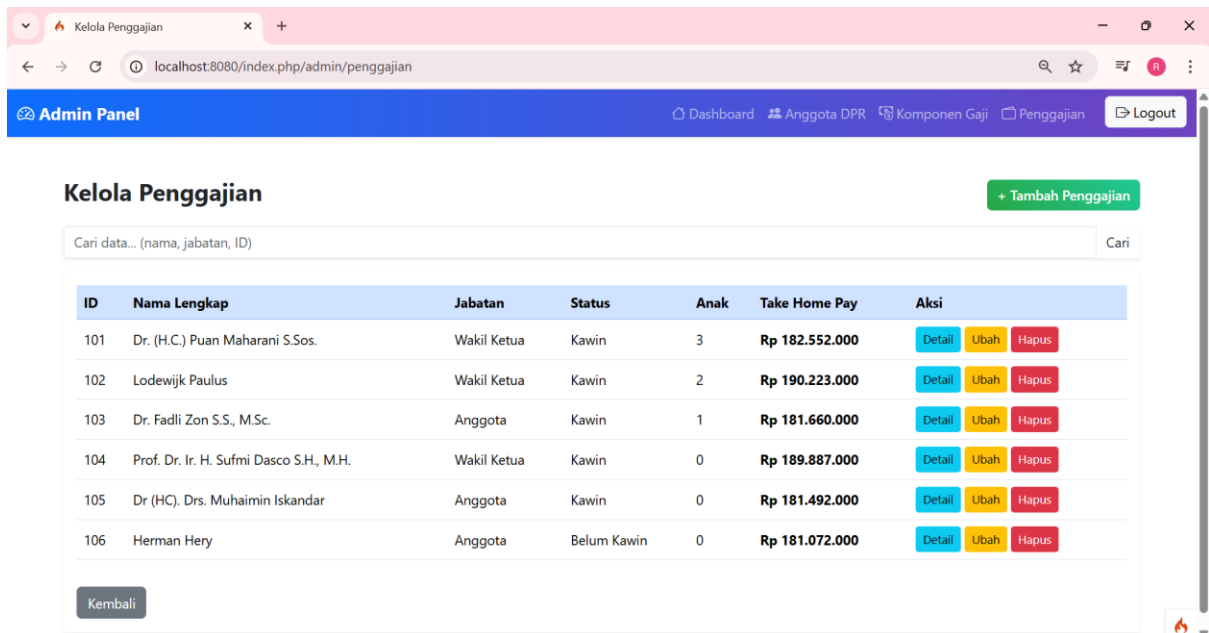 Kelola Penggajian
localhost:8080/index.php/admin/penggajian
R
Admin Panel Dashboard Anggota DPR Komponen Gaji Penggajian Logout
Kelola Penggajian
+ Tambah Penggajian
Cari data... (nama, jabatan, ID) Cari
ID Nama Lengkap Jabatan Status Anak Take Home Pay Aksi
101 Dr. (H.C.) Puan Maharani S.Sos. Wakil Ketua Kawin 3 Rp 182.552.000 Detail Ubah Hapus
102 Lodewijk Paulus Wakil Ketua Kawin 2 Rp 190.223.000 Detail Ubah Hapus
103 Dr. Fadli Zon S.S., M.Sc. Anggota Kawin 1 Rp 181.660.000 Detail Ubah Hapus
104 Prof. Dr. Ir. H. Sufmi Dasco S.H., M.H. Wakil Ketua Kawin 0 Rp 189.887.000 Detail Ubah Hapus
105 Dr (HC). Drs. Muhaimin Iskandar Anggota Kawin 0 Rp 181.492.000 Detail Ubah Hapus
106 Herman Hery Anggota Belum Kawin 0 Rp 181.072.000 Detail Ubah Hapus
Kembali